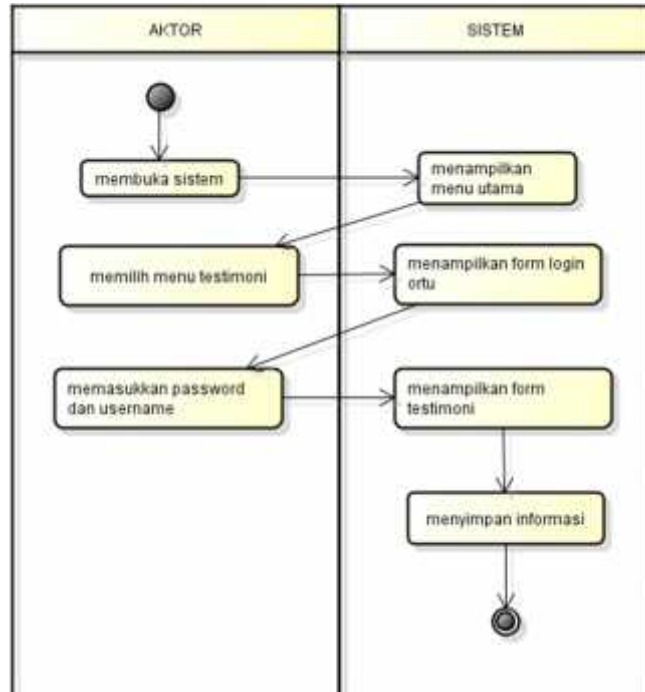 AKTOR
SISTEM
membuka sistem
menampilkan
menu utama
memilih menu testimoni
menampilkan form login
ortu
memasukkan password
dan username
menampilkan form
testimoni
menyimpan informasi